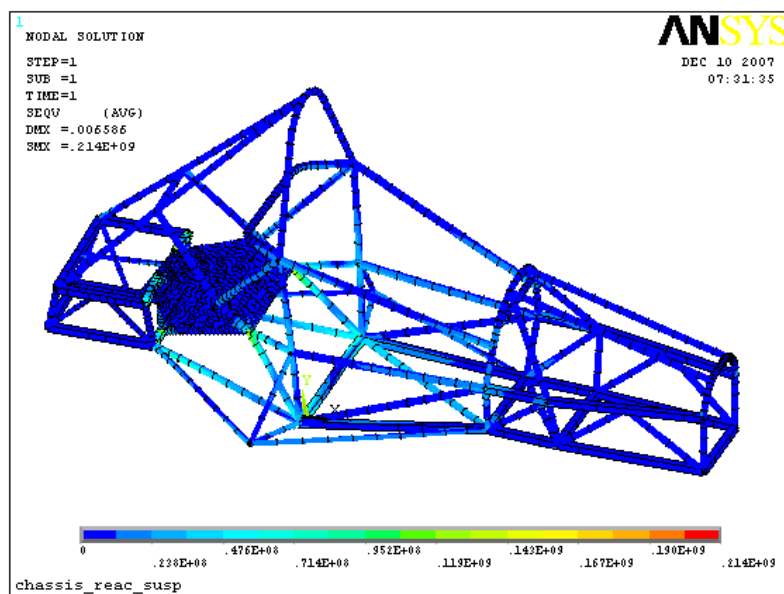 1
NODAL SOLUTION
STEP=1
SUB =1
TIME=1
SEQV (AVG)
DMX =.006586
SMX =.214E+09
ANSYS
DEC 10 2007
07:31:35
Y
X
0 .476E+08 .952E+08 .143E+09 .190E+09
.238E+08 .714E+08 .119E+09 .167E+09 .214E+09
chassis_reac_susp